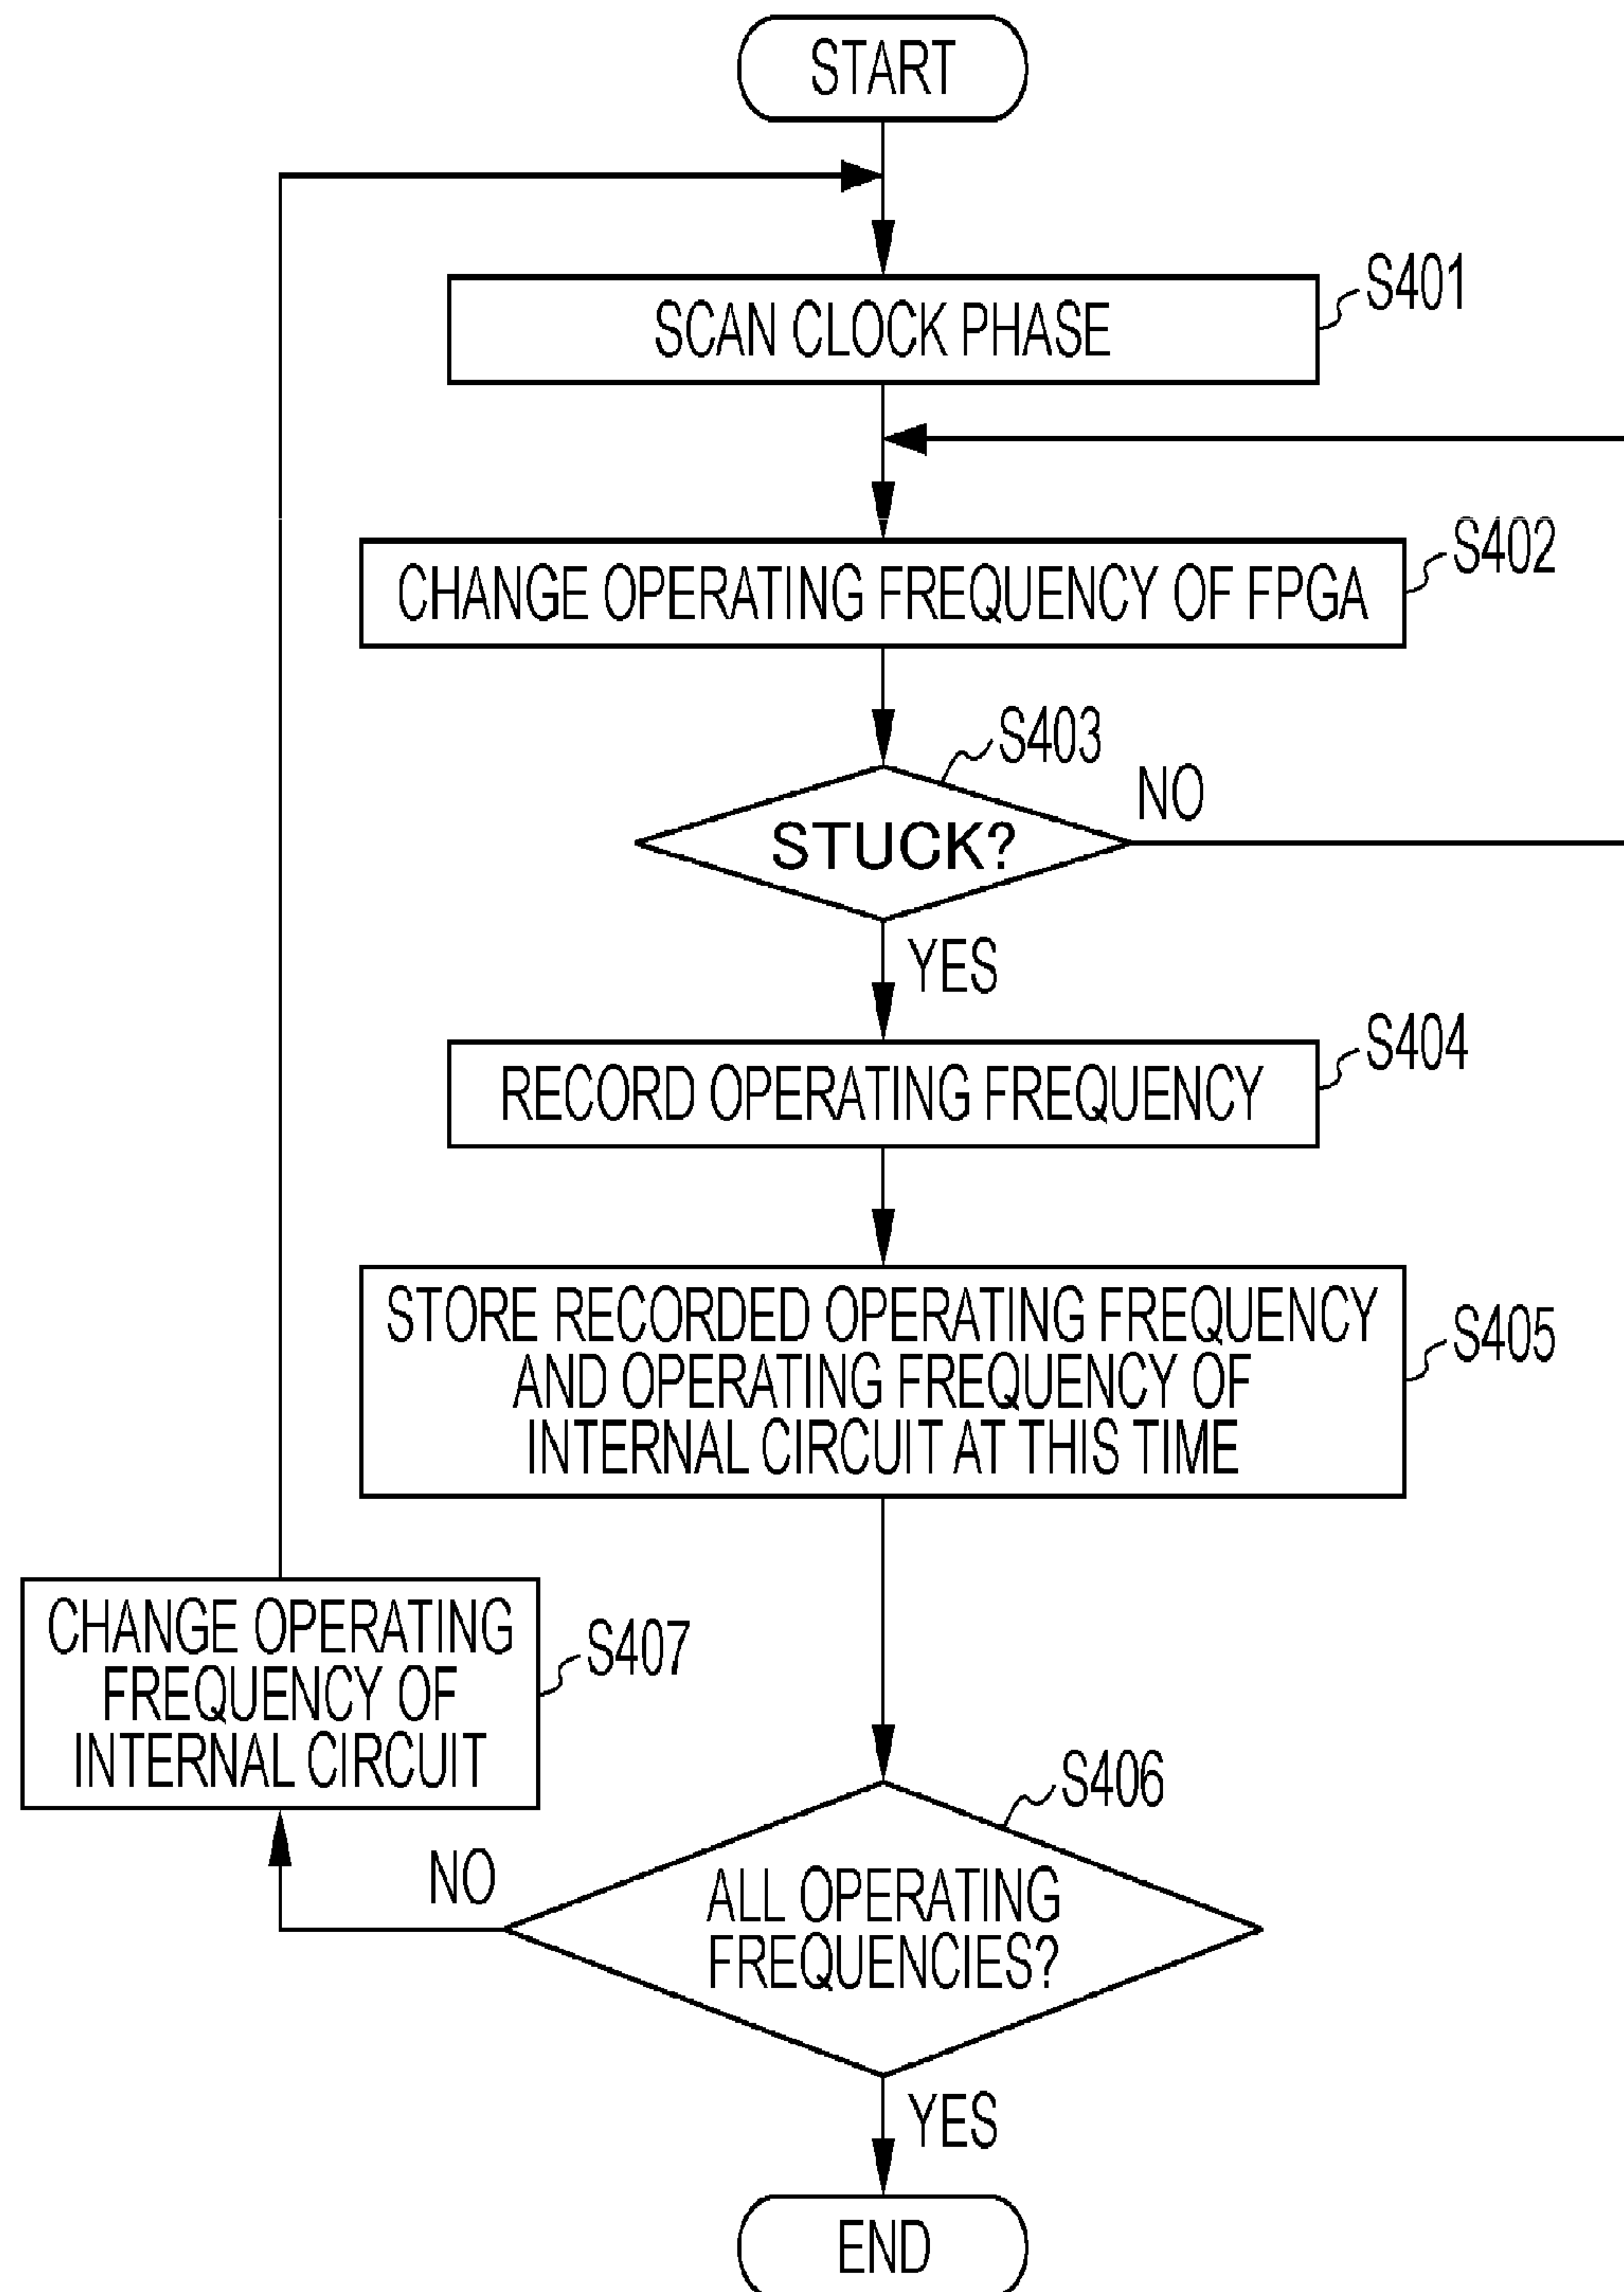 START
S401
SCAN CLOCK PHASE
S402
CHANGE OPERATING FREQUENCY OF FPGA
S403
NO
STUCK?
YES
S404
RECORD OPERATING FREQUENCY
STORE RECORDED OPERATING FREQUENCY
AND OPERATING FREQUENCY OF
INTERNAL CIRCUIT AT THIS TIME
S405
CHANGE OPERATING
FREQUENCY OF
INTERNAL CIRCUIT
S407
S406
NO
ALL OPERATING
FREQUENCIES?
YES
END